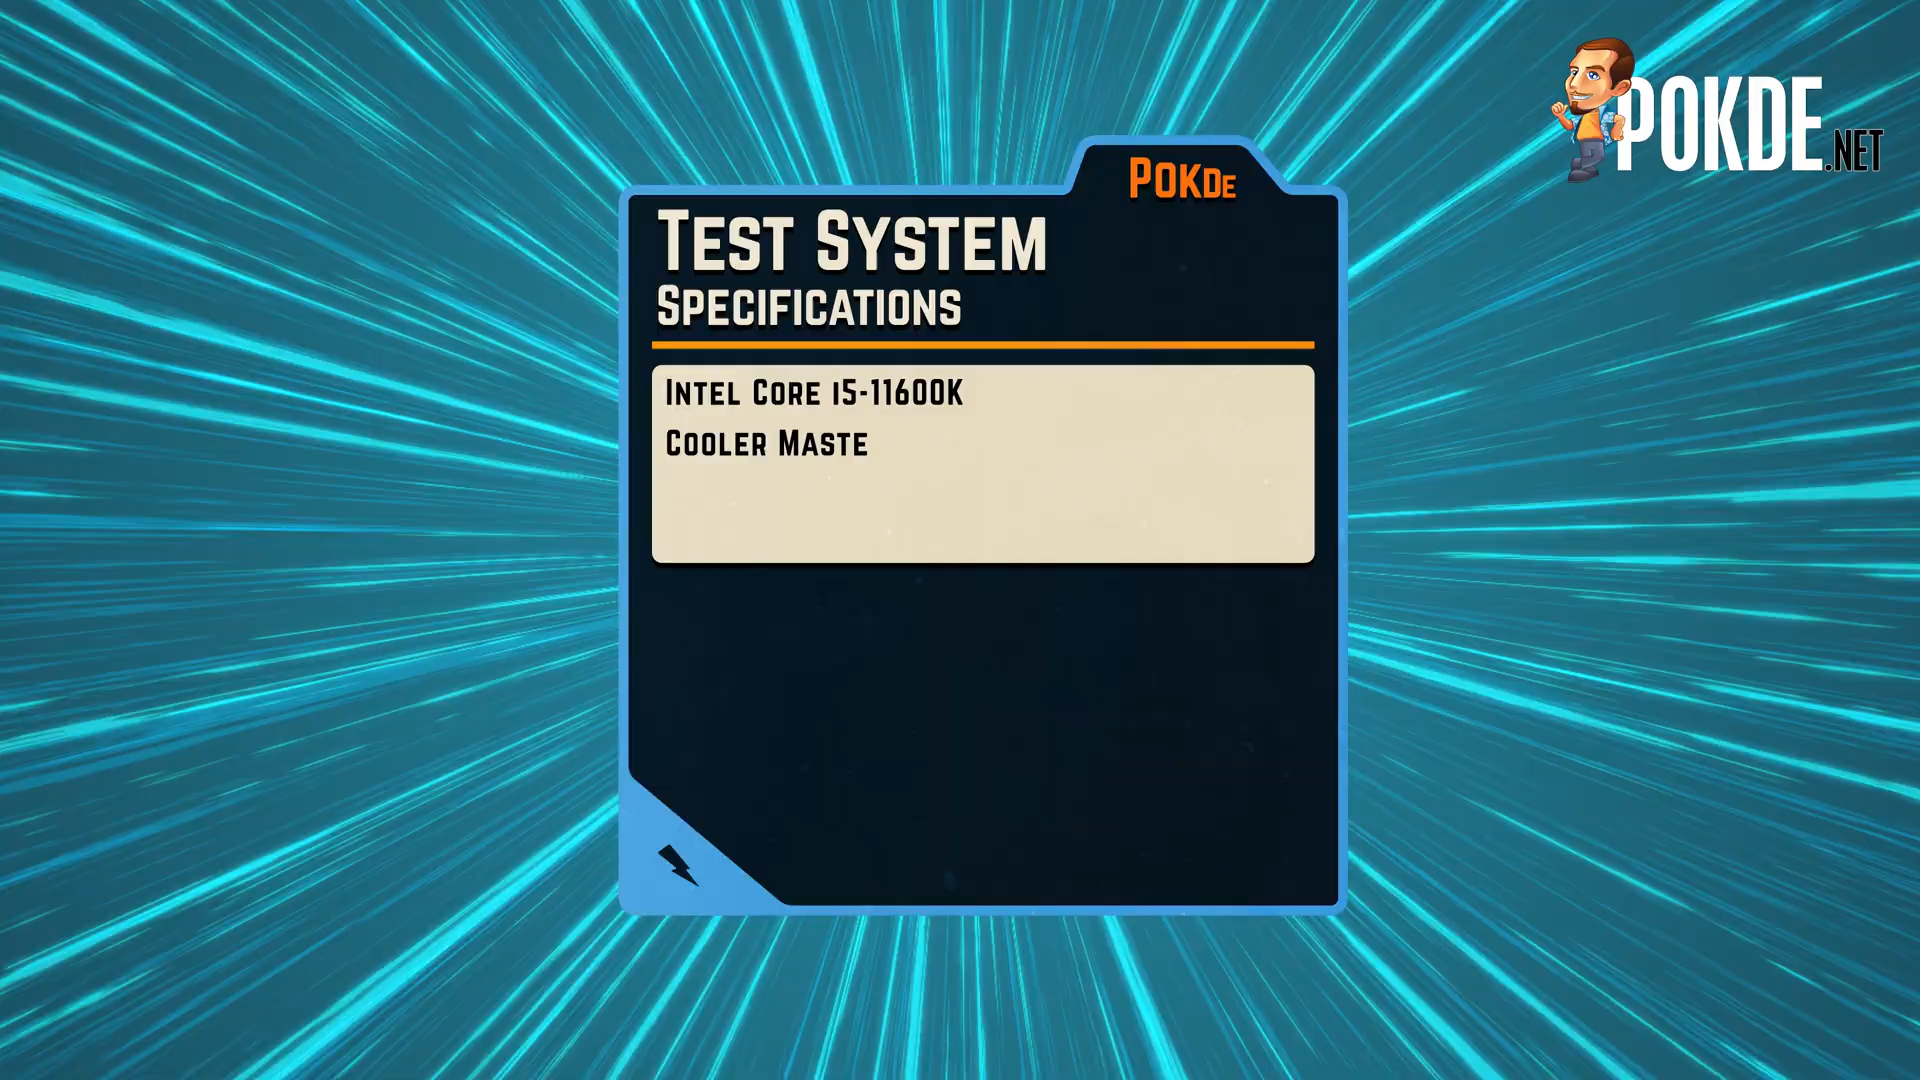 POKDE.NET
POKDE
TEST SYSTEM
SPECIFICATIONS
INTEL CORE I5-11600K
COOLER MASTE